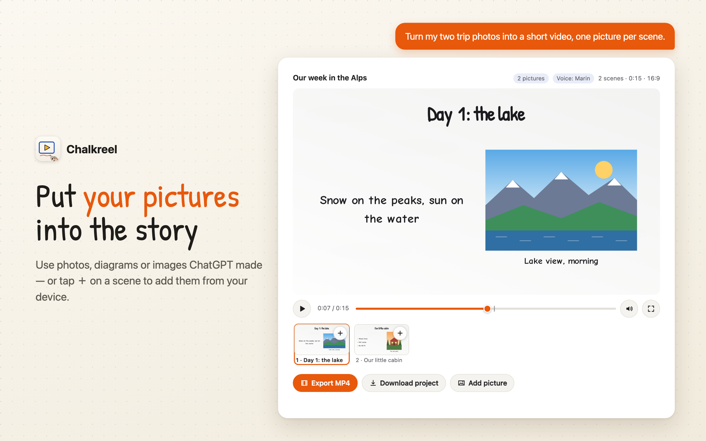 Turn my two trip photos into a short video, one picture per scene.
Chalkreel
Put your pictures
into the story
Use photos, diagrams or images ChatGPT made
— or tap + on a scene to add them from your
device.
Our week in the Alps
2 pictures
Voice: Marin
2 scenes · 0:15 · 16:9
Day 1: the lake
Snow on the peaks, sun on
the water
Lake view, morning
0:07 / 0:15
Day 1: the lake
1 · Day 1: the lake
2 · Our little cabin
Export MP4
Download project
Add picture